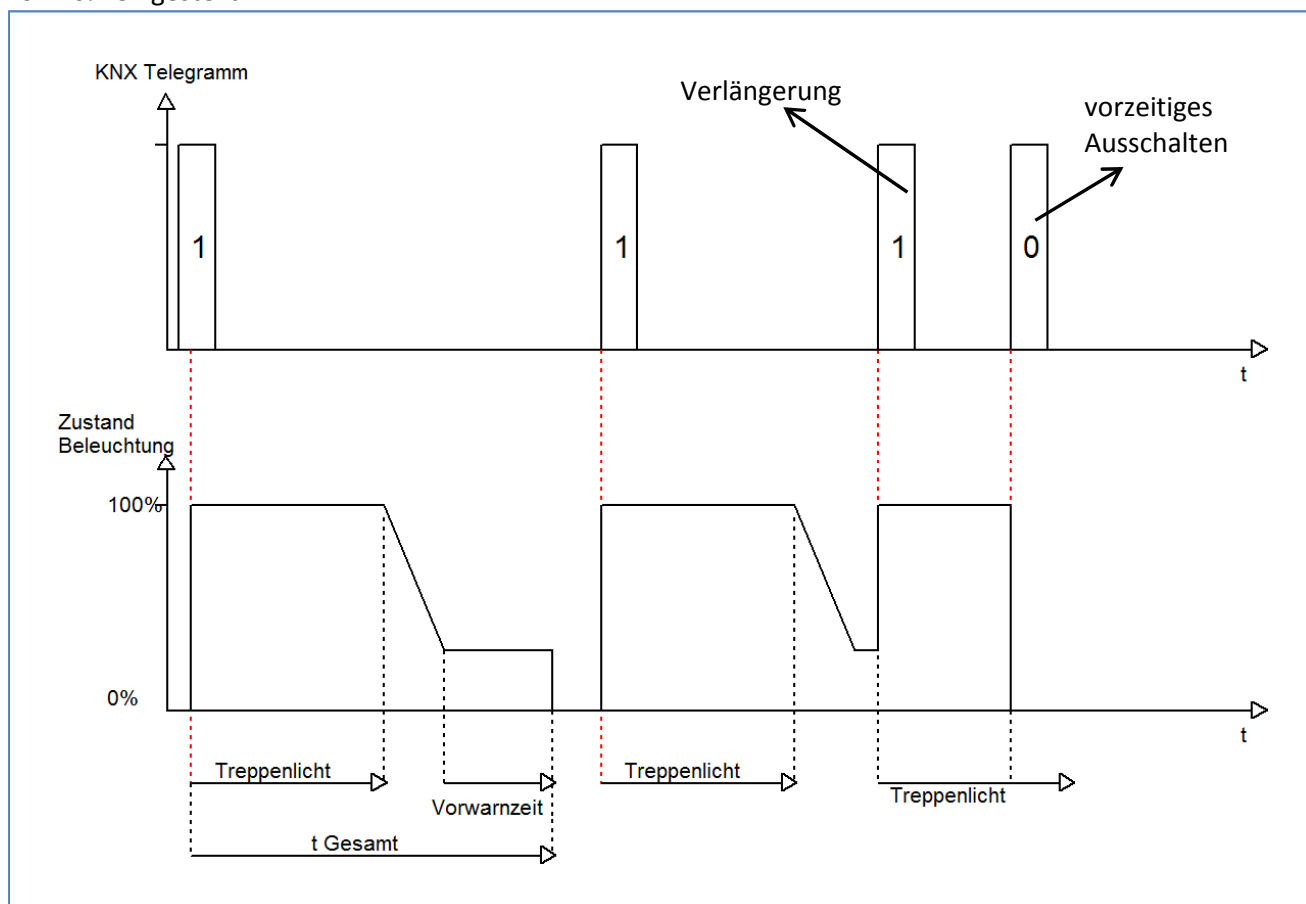 KNX Telegramm
Verlängerung
vorzeitiges
Ausschalten
1
1
1
0
t
Zustand
Beleuchtung
100%
0%
t
Treppenlicht
Treppenlicht
Treppenlicht
Vorwarnzeit
t Gesamt